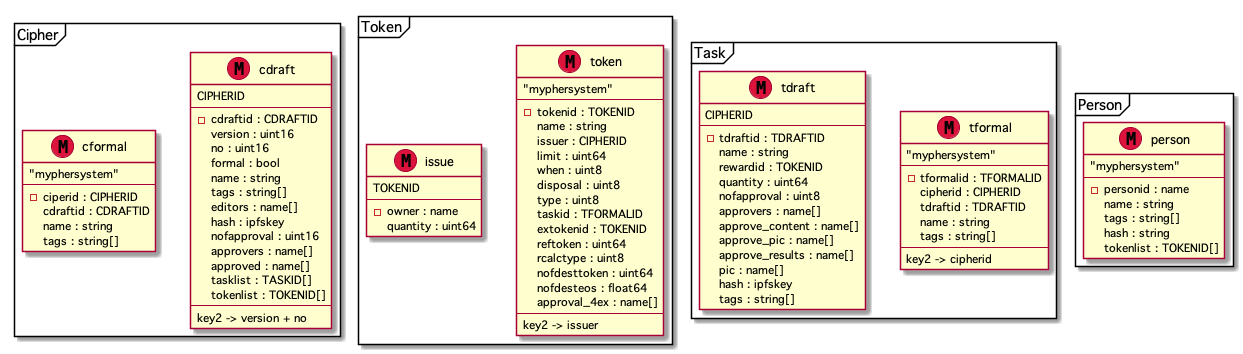 Cipher
M cformal
"myphersystem"
ciperid : CIPHERID
cdraftid : CDRAFTID
name : string
tags : string[]
M cdraft
CIPHERID
cdraftid : CDRAFTID
version : uint16
no : uint16
formal : bool
name : string
tags : string[]
editors : name[]
hash : ipfskey
nofapproval : uint16
approvers : name[]
approved : name[]
tasklist : TASKID[]
tokenlist : TOKENID[]
key2 -> version + no
Token
M issue
TOKENID
owner : name
quantity : uint64
M token
"myphersystem"
tokenid : TOKENID
name : string
issuer : CIPHERID
limit : uint64
when : uint8
disposal : uint8
type : uint8
taskid : TFORMALID
extokenid : TOKENID
reftoken : uint64
rcalctype : uint8
nofdesttoken : uint64
nofdesteos : float64
approval_4ex : name[]
key2 -> issuer
Task
M tdraft
CIPHERID
tdraftid : TDRAFTID
name : string
rewardid : TOKENID
quantity : uint64
nofapproval : uint8
approvers : name[]
approve_content : name[]
approve_pic : name[]
approve_results : name[]
pic : name[]
hash : ipfskey
tags : string[]
M tformal
"myphersystem"
tformalid : TFORMALID
cipherid : CIPHERID
tdraftid : TDRAFTID
name : string
tags : string[]
key2 -> cipherid
Person
M person
"myphersystem"
personid : name
name : string
tags : string[]
hash : string
tokenlist : TOKENID[]